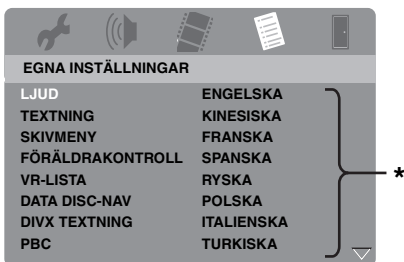 EGNA INSTÄLLNINGAR
LJUD ENGELSKA
TEXTNING KINESISKA
SKIVMENY FRANSKA
FÖRÄLDRAKONTROLL SPANSKA
VR-LISTA RYSKA
DATA DISC-NAV POLSKA
DIVX TEXTNING ITALIENSKA
PBC TURKISKA
*